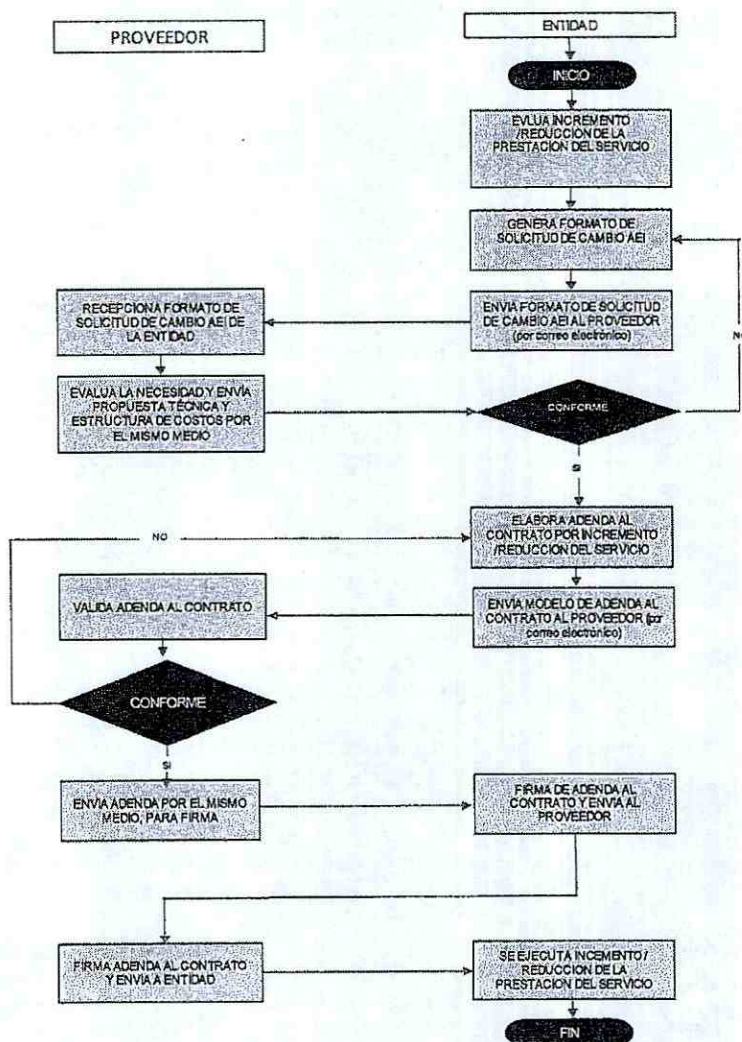 PROVEEDOR
ENTIDAD
INICIO
EVLUA INCREMENTO
/REDUCCION DE LA
PRESTACION DEL SERVICIO
GENERA FORMATO DE
SOLICITUD DE CAMBIO AEI
ENVIA FORMATO DE SOLICITUD
DE CAMBIO AEI AL PROVEEDOR
(por correo electrónico)
RECEPCIONA FORMATO DE
SOLICITUD DE CAMBIO AEI DE
LA ENTIDAD
EVALUA LA NECESIDAD Y ENVÍA
PROPUESTA TÉCNICA Y
ESTRUCTURA DE COSTOS POR
EL MISMO MEDIO
CONFORME
NO
SI
ELABORA ADENDA AL
CONTRATO POR INCREMENTO
/REDUCCION DEL SERVICIO
NO
ENVIA MODELO DE ADENDA AL
CONTRATO AL PROVEEDOR (por
correo electrónico)
VALIDA ADENDA AL CONTRATO
CONFORME
SI
ENVIA ADENDA POR EL MISMO
MEDIO, PARA FIRMA
FIRMA DE ADENDA AL
CONTRATO Y ENVIA AL
PROVEEDOR
FIRMA ADENDA AL CONTRATO
Y ENVIA A ENTIDAD
SE EJECUTA INCEMENTO /
REDUCCION DE LA
PRESTACION DEL SERVICIO
FIN